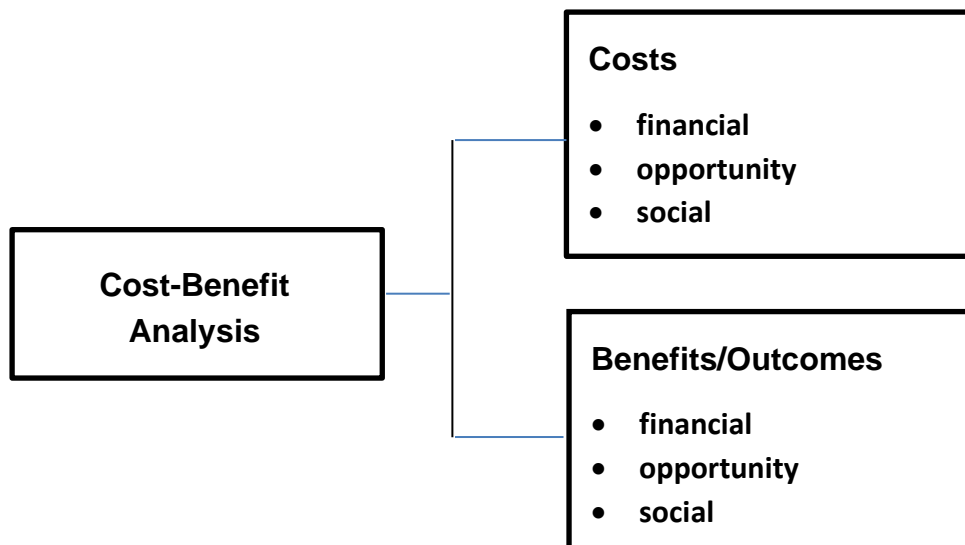 Cost-Benefit
Analysis
Costs
• financial
• opportunity
• social
Benefits/Outcomes
• financial
• opportunity
• social